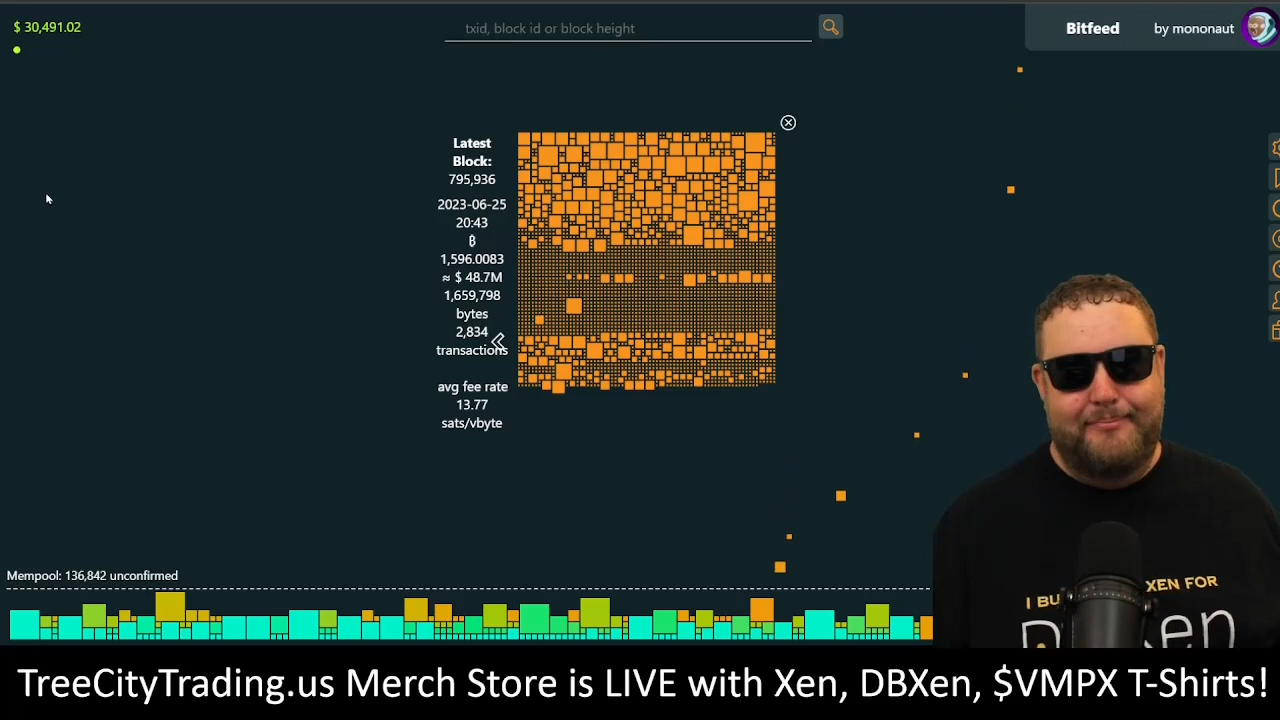 $ 30,491.02
txid, block id or block height
Bitfeed
by mononaut
Latest
Block:
795,936
2023-06-25
20:43
₿
1,596.0083
≈ $ 48.7M
1,659,798
bytes
2,834
transactions
avg fee rate
13.77
sats/vbyte
Mempool: 136,842 unconfirmed
I BU XEN FOR
D Xen
TreeCityTrading.us Merch Store is LIVE with Xen, DBXen, $VMPX T-Shirts!